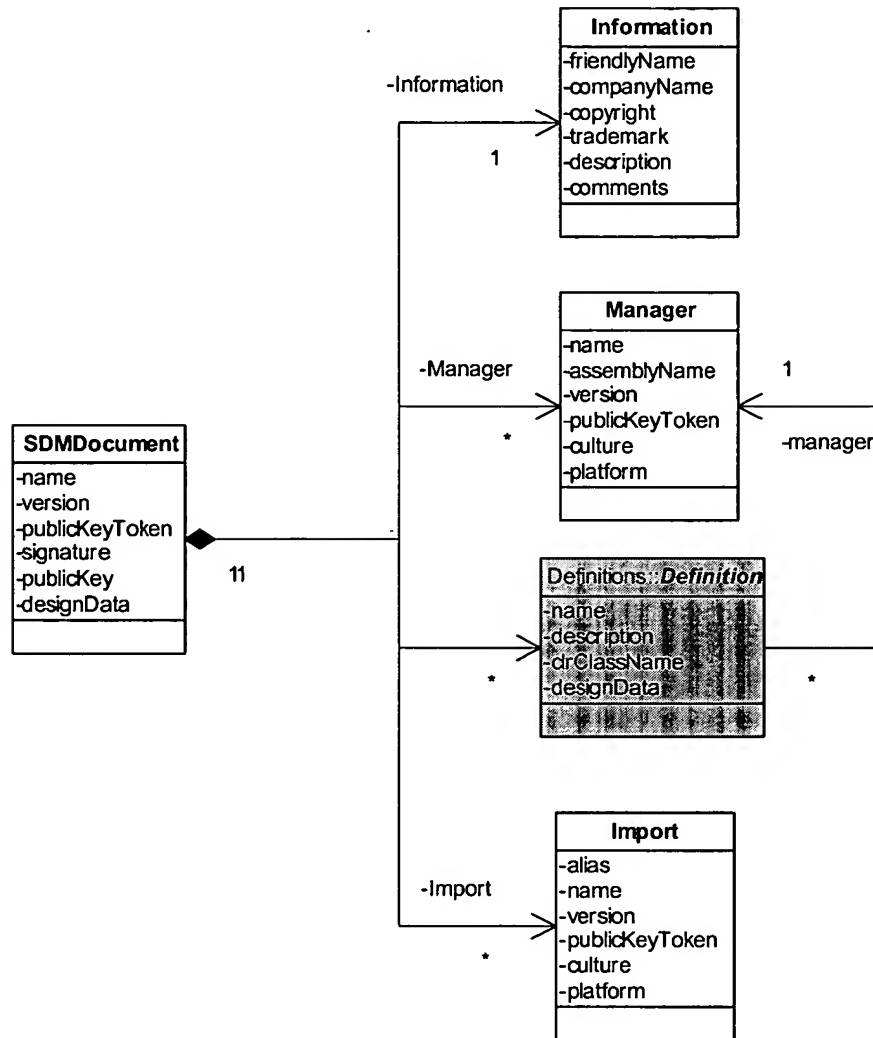 Information
-friendlyName
-companyName
-copyright
-trademark
-description
-comments
-Information
1
Manager
-name
-assemblyName
-version
-publicKeyToken
-culture
-platform
-Manager
*
1
-manager
SDMDocument
-name
-version
-publicKeyToken
-signature
-publicKey
-designData
11
Definitions::Definition
-name
-description
-clrClassName
-designData
*
*
Import
-alias
-name
-version
-publicKeyToken
-culture
-platform
-Import
*